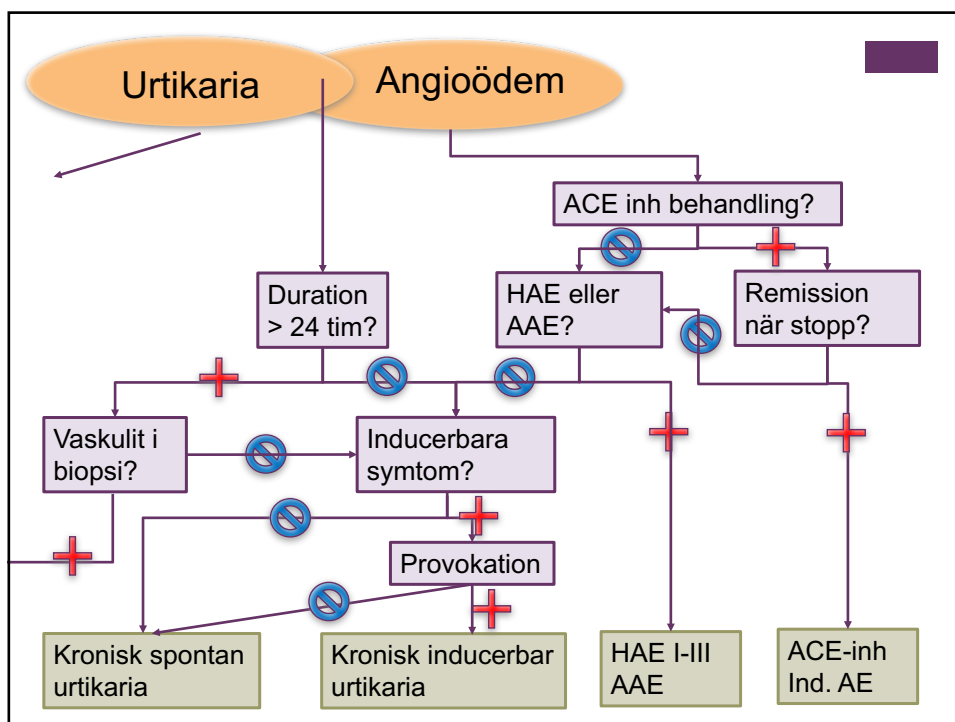 Urtikaria
Angioödem
ACE inh behandling?
Duration
> 24 tim?
HAE eller
AAE?
Remission
när stopp?
Vaskulit i
biopsi?
Inducerbara
symtom?
Provokation
Kronisk spontan
urtikaria
Kronisk inducerbar
urtikaria
HAE I-III
AAE
ACE-inh
Ind. AE